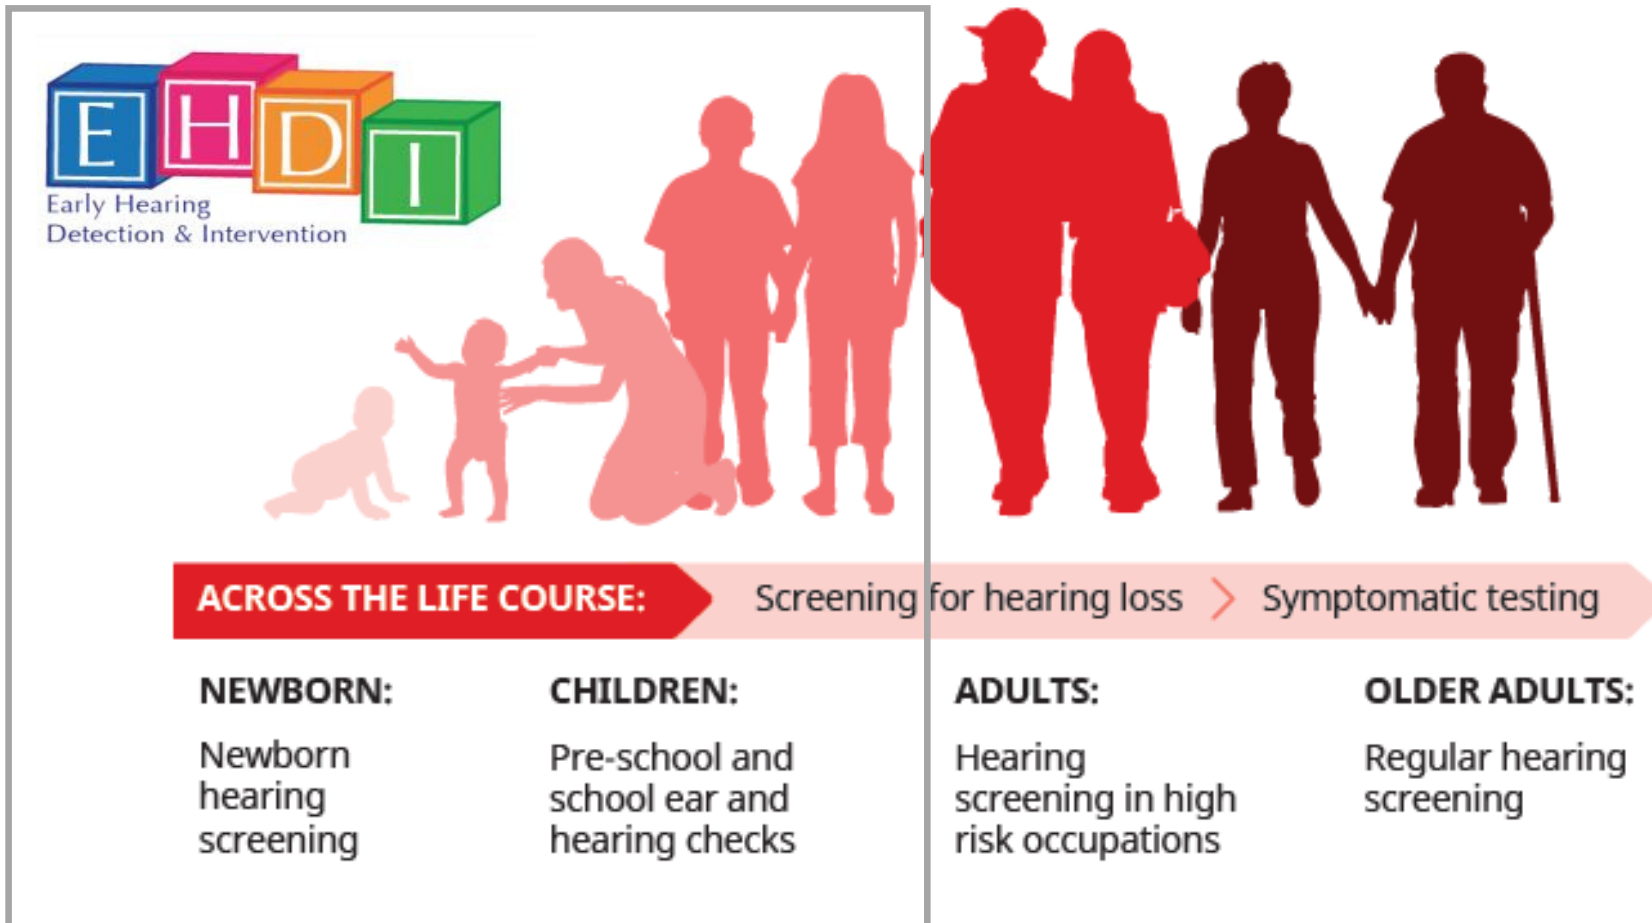 E H D I
Early Hearing
Detection & Intervention
ACROSS THE LIFE COURSE: Screening for hearing loss Symptomatic testing
NEWBORN:
Newborn
hearing
screening
CHILDREN:
Pre-school and
school ear and
hearing checks
ADULTS:
Hearing
screening in high
risk occupations
OLDER ADULTS:
Regular hearing
screening